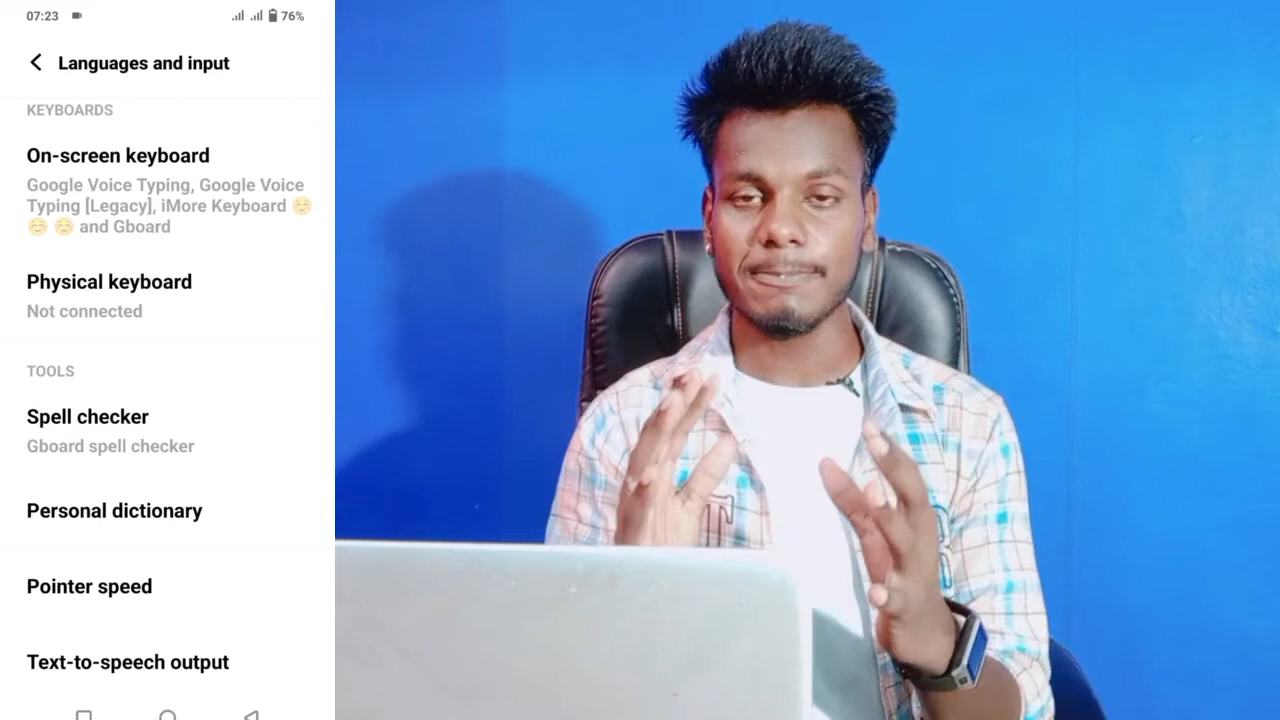 07:23
76%
Languages and input
KEYBOARDS
On-screen keyboard
Google Voice Typing, Google Voice
Typing [Legacy], iMore Keyboard ☺️
☺️ ☺️ and Gboard
Physical keyboard
Not connected
TOOLS
Spell checker
Gboard spell checker
Personal dictionary
Pointer speed
Text-to-speech output